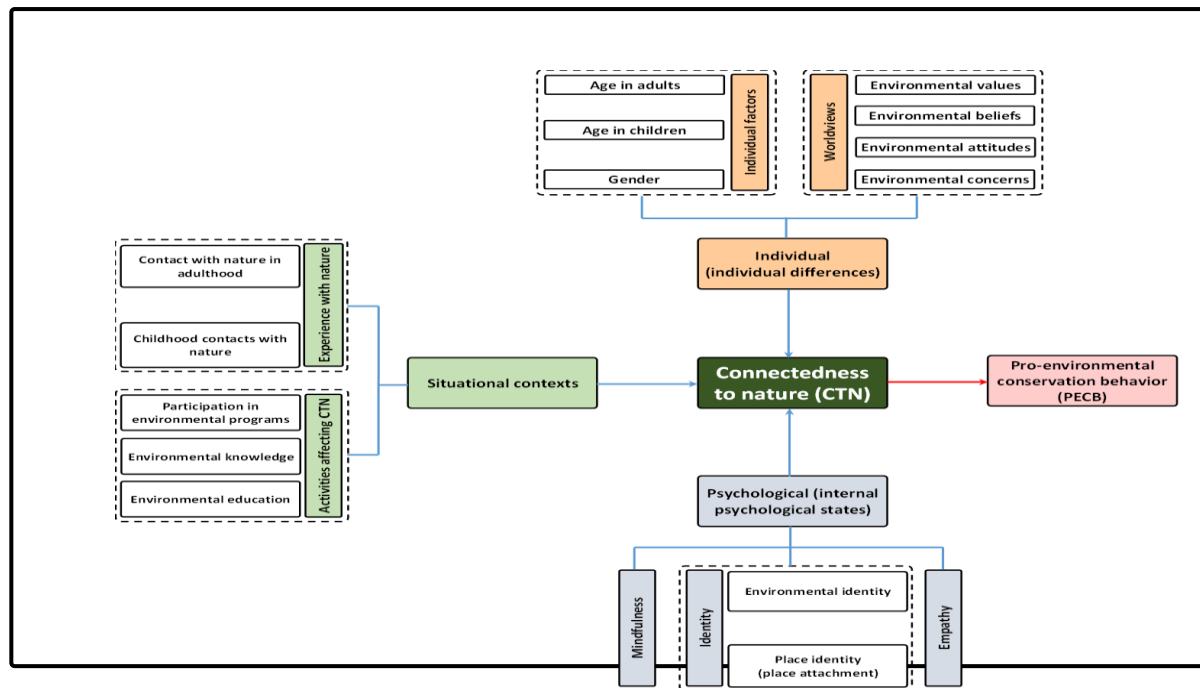 Age in adults
Age in children
Gender
Individual factors
Worldviews
Environmental values
Environmental beliefs
Environmental attitudes
Environmental concerns
Individual
(individual differences)
Contact with nature in
adulthood
Childhood contacts with
nature
Experience with nature
Participation in
environmental programs
Environmental knowledge
Environmental education
Activities affecting CTN
Situational contexts
Connectedness
to nature (CTN)
Pro-environmental
conservation behavior
(PECB)
Psychological (internal
psychological states)
Mindfulness
Identity
Environmental identity
Place identity
(place attachment)
Empathy